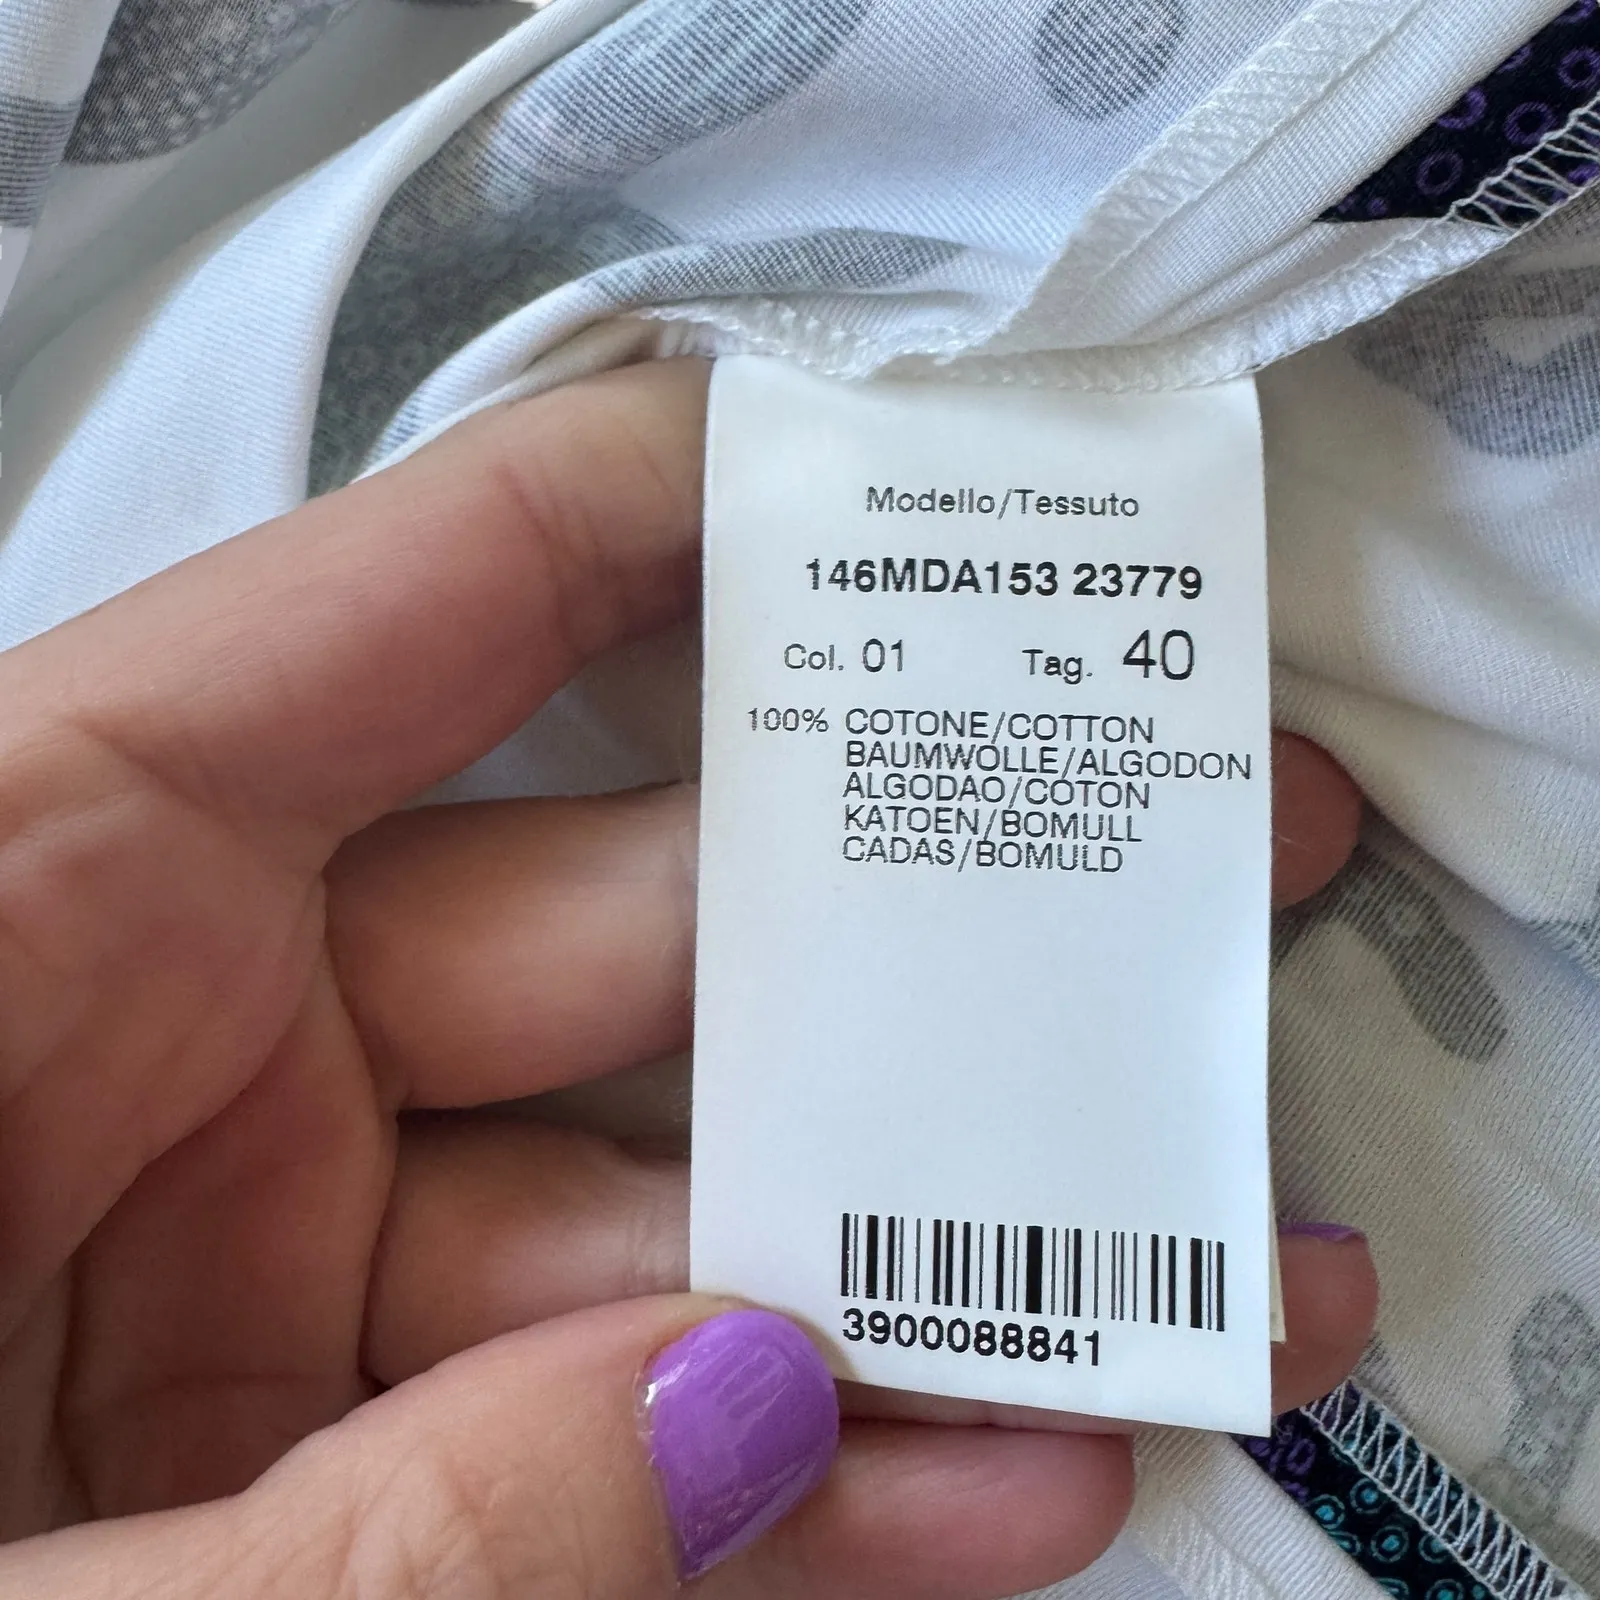 Modello/Tessuto
146MDA153 23779
Col. 01 Tag. 40
100% COTONE/COTTON
BAUMWOLLE/ALGODON
ALGODAO/COTON
KATOEN/BOMULL
CADAS/BOMULD
3900088841